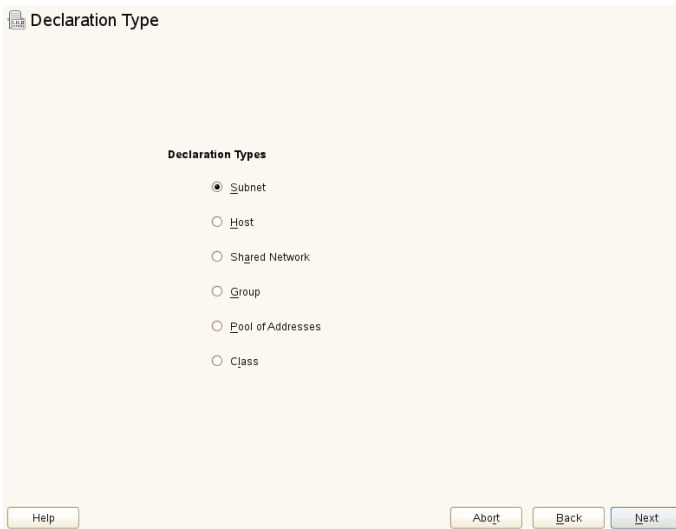 Declaration Type
Declaration Types
Subnet
Host
Shared Network
Group
Pool of Addresses
Class
Help
Abort
Back
Next